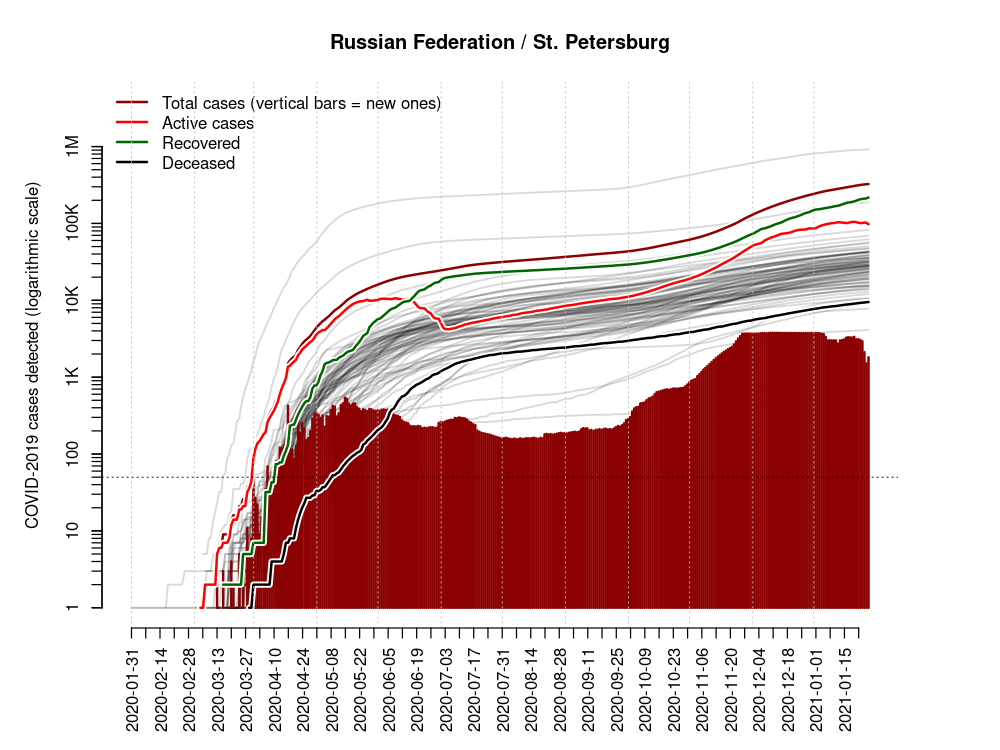 Russian Federation / St. Petersburg
Total cases (vertical bars = new ones)
Active cases
Recovered
Deceased
COVID-2019 cases detected (logarithmic scale)
1M
100K
10K
1K
100
10
1
2020-01-31
2020-02-14
2020-02-28
2020-03-13
2020-03-27
2020-04-10
2020-04-24
2020-05-08
2020-05-22
2020-06-05
2020-06-19
2020-07-03
2020-07-17
2020-07-31
2020-08-14
2020-08-28
2020-09-11
2020-09-25
2020-10-09
2020-10-23
2020-11-06
2020-11-20
2020-12-04
2020-12-18
2021-01-01
2021-01-15